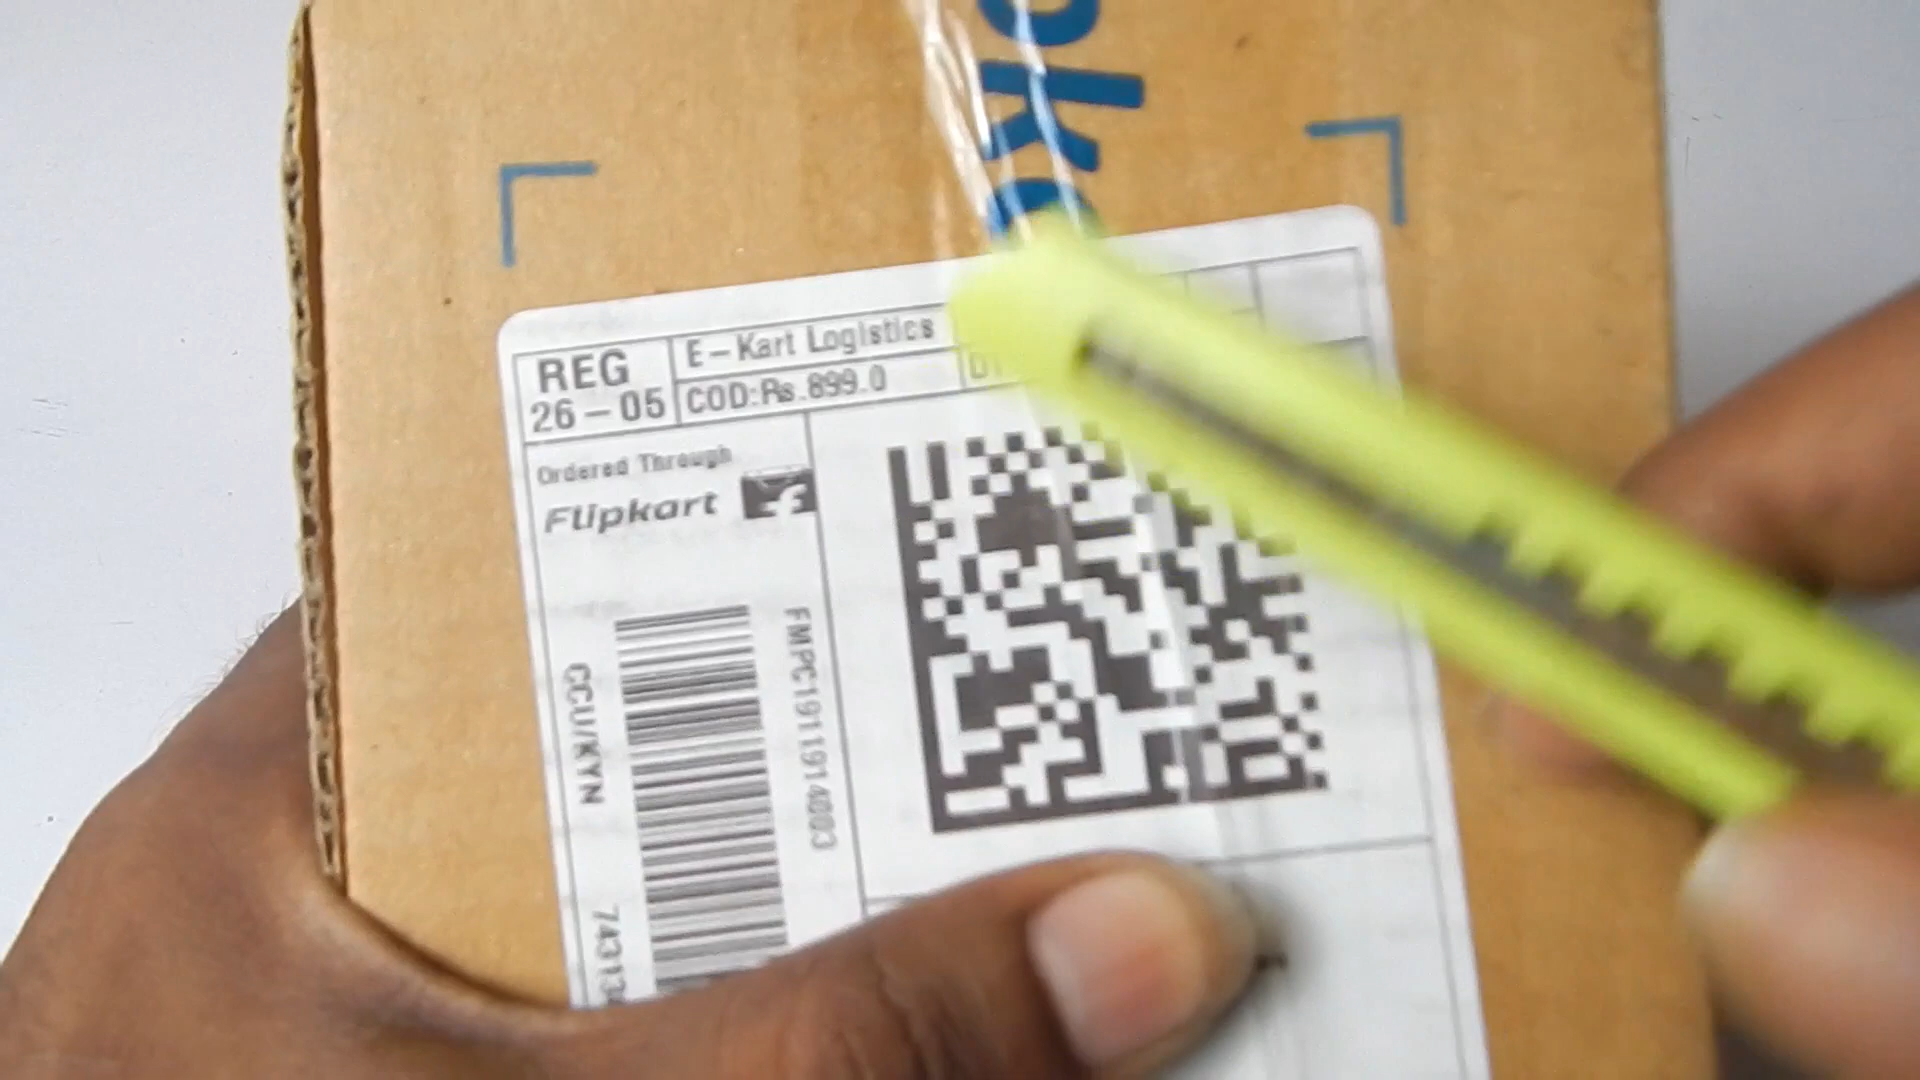 REG
26-05
E-Kart Logistics
COD:Rs.899.0
Ordered Through
Flipkart
FMPC1911914003
CCU/KYN